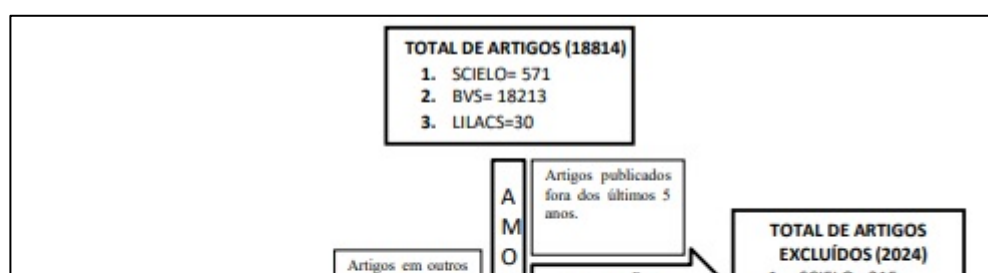 TOTAL DE ARTIGOS (18814)
1. SCIELO= 571
2. BVS= 18213
3. LILACS=30
Artigos publicados
fora dos últimos 5
anos.
A
M
O
TOTAL DE ARTIGOS
EXCLUÍDOS (2024)
Artigos em outros